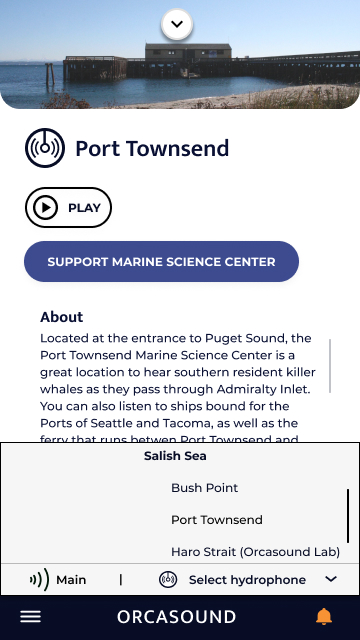 Port Townsend
PLAY
SUPPORT MARINE SCIENCE CENTER
About
Located at the entrance to Puget Sound, the
Port Townsend Marine Science Center is a
great location to hear southern resident killer
whales as they pass through Admiralty Inlet.
You can also listen to ships bound for the
Ports of Seattle and Tacoma, as well as the
ferry that runs betwen Port Townsend and
Salish Sea
Bush Point
Port Townsend
Haro Strait (Orcasound Lab)
Main | Select hydrophone
ORCASOUND